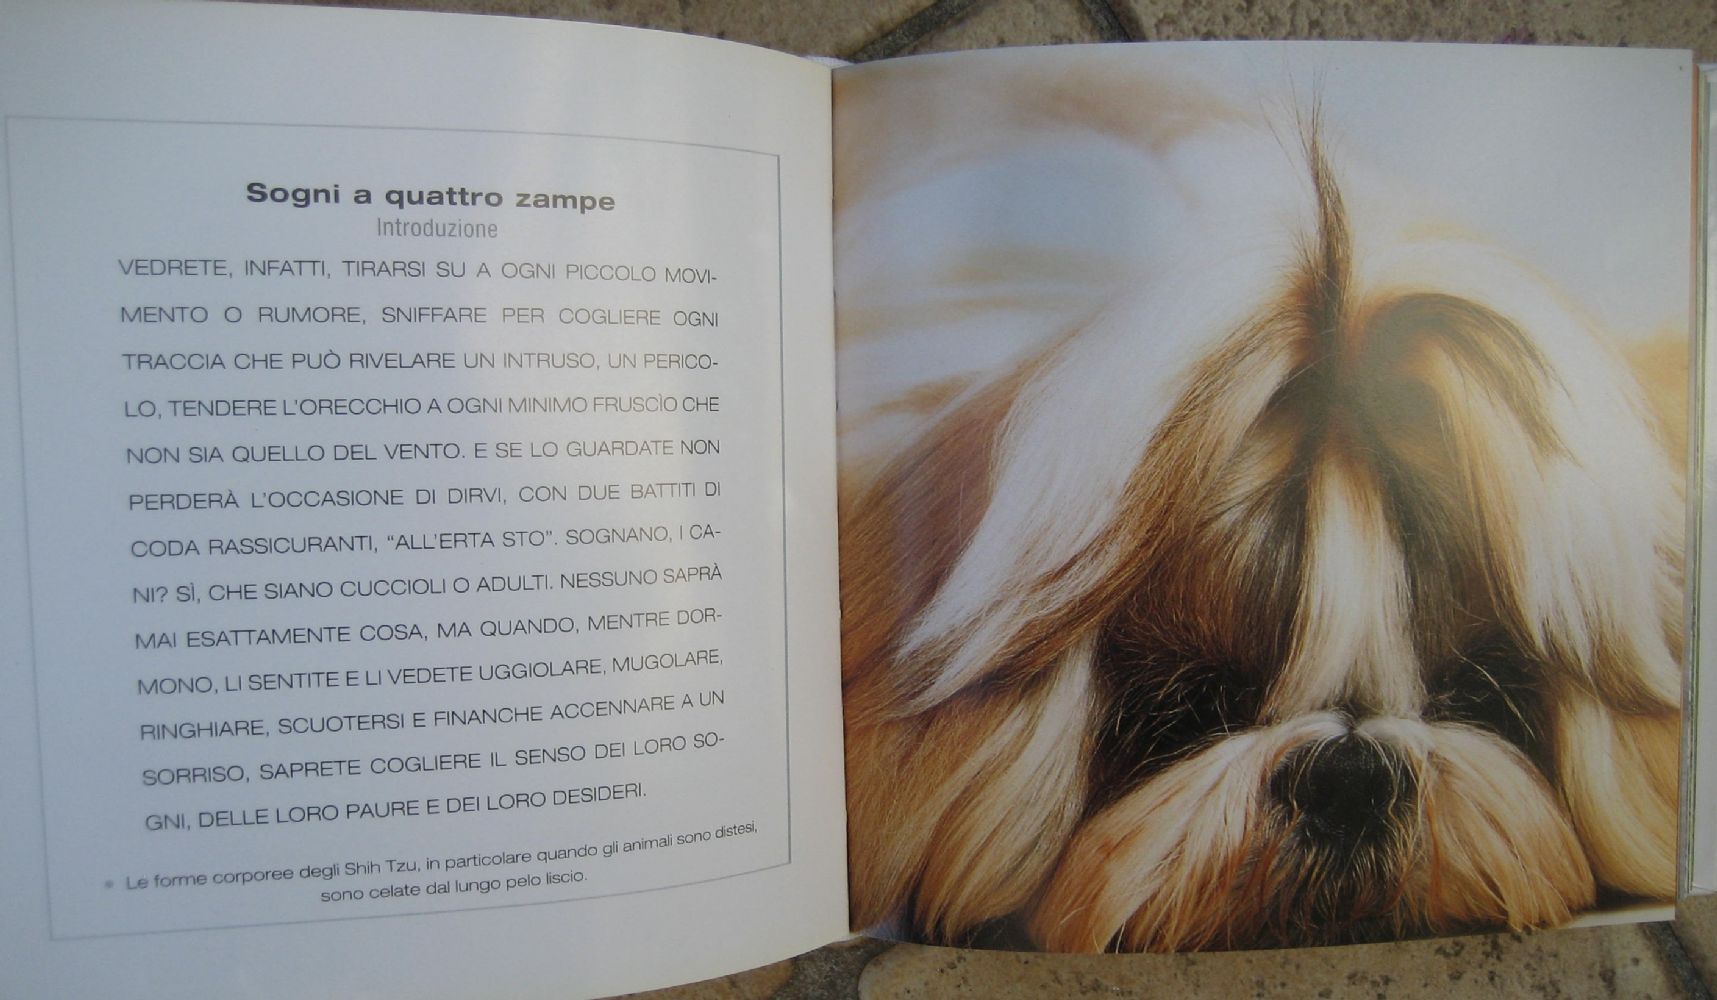 Sogni a quattro zampe
Introduzione
VEDRETE, INFATTI, TIRARSI SU A OGNI PICCOLO MOVI-
MENTO O RUMORE, SNIFFARE PER COGLIERE OGNI
TRACCIA CHE PUÒ RIVELARE UN INTRUSO, UN PERICO-
LO, TENDERE L'ORECCHIO A OGNI MINIMO FRUSCÌO CHE
NON SIA QUELLO DEL VENTO. E SE LO GUARDATE NON
PERDERÀ L'OCCASIONE DI DIRVI, CON DUE BATTITI DI
CODA RASSICURANTI, “ALL'ERTA STO”. SOGNANO, I CA-
NI? SÌ, CHE SIANO CUCCIOLI O ADULTI. NESSUNO SAPRÀ
MAI ESATTAMENTE COSA, MA QUANDO, MENTRE DOR-
MONO, LI SENTITE E LI VEDETE UGGIOLARE, MUGOLARE,
RINGHIARE, SCUOTERSI E FINANCHE ACCENNARE A UN
SORRISO, SAPRETE COGLIERE IL SENSO DEI LORO SO-
GNI, DELLE LORO PAURE E DEI LORO DESIDERI.
• Le forme corporee degli Shih Tzu, in particolare quando gli animali sono distesi,
sono celate dal lungo pelo liscio.